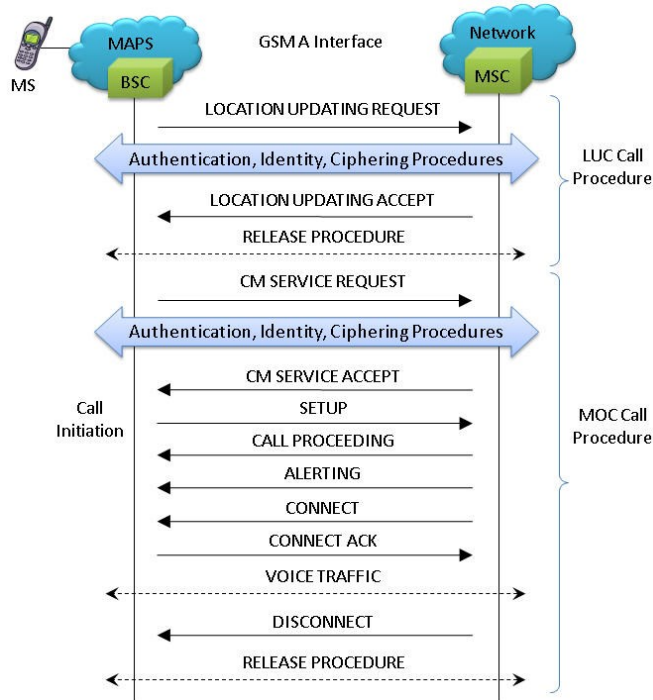 MAPS
GSM A Interface
Network
MS
BSC
MSC
LOCATION UPDATING REQUEST
Authentication, Identity, Ciphering Procedures
LUC Call
Procedure
LOCATION UPDATING ACCEPT
RELEASE PROCEDURE
CM SERVICE REQUEST
Authentication, Identity, Ciphering Procedures
CM SERVICE ACCEPT
Call
Initiation
SETUP
MOC Call
Procedure
CALL PROCEEDING
ALERTING
CONNECT
CONNECT ACK
VOICE TRAFFIC
DISCONNECT
RELEASE PROCEDURE